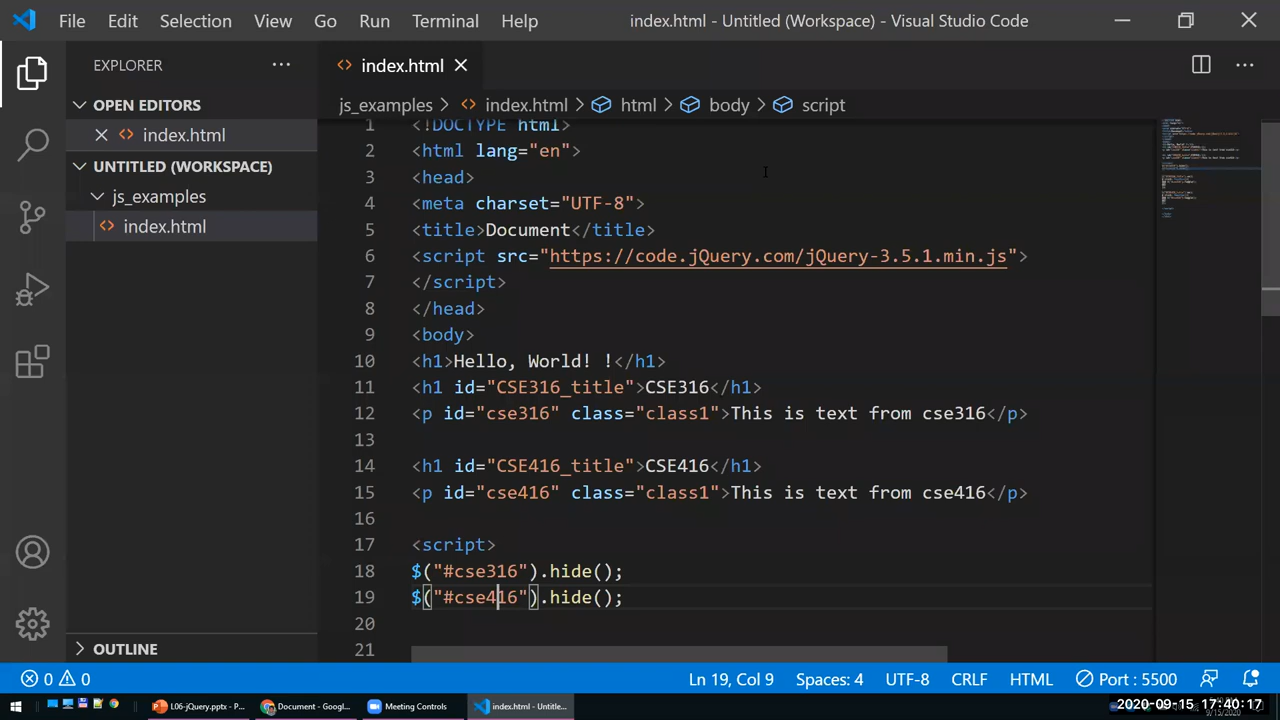 File Edit Selection View Go Run Terminal Help index.html - Untitled (Workspace) - Visual Studio Code
EXPLORER
OPEN EDITORS
index.html
UNTITLED (WORKSPACE)
js_examples
index.html
OUTLINE
index.html
js_examples > index.html > html > body > script
1 <!DOCTYPE html>
2 <html lang="en">
3 <head>
4 <meta charset="UTF-8">
5 <title>Document</title>
6 <script src="https://code.jQuery.com/jQuery-3.5.1.min.js">
7 </script>
8 </head>
9 <body>
10 <h1>Hello, World! !</h1>
11 <h1 id="CSE316_title">CSE316</h1>
12 <p id="cse316" class="class1">This is text from cse316</p>
13
14 <h1 id="CSE416_title">CSE416</h1>
15 <p id="cse416" class="class1">This is text from cse416</p>
16
17 <script>
18 $("#cse316").hide();
19 $("#cse416").hide();
20
21
0 0 Ln 19, Col 9 Spaces: 4 UTF-8 CRLF HTML Port : 5500
L06-jQuery.pptx - P... Document - Googl... Meeting Controls index.html - Untitle... 2020-09-15 17:40:17